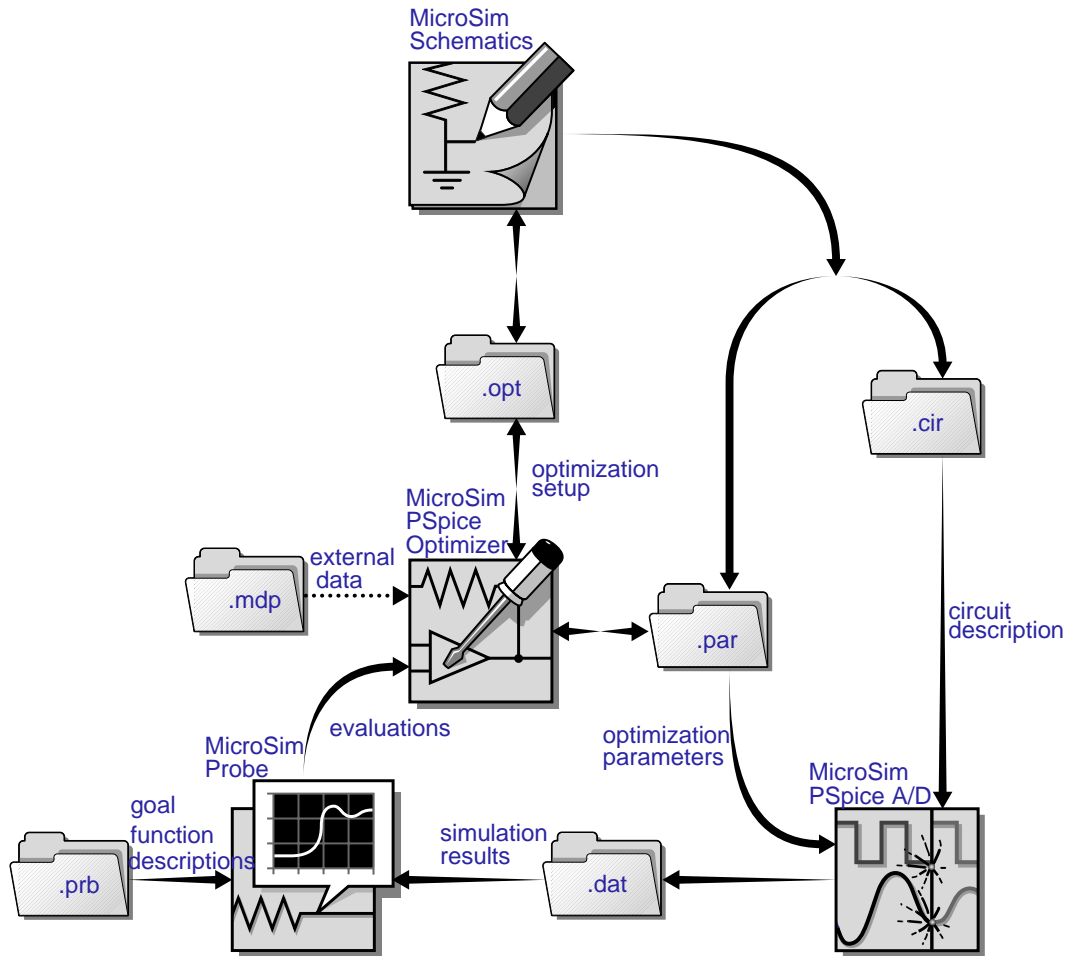 MicroSim
Schematics
.opt
.cir
optimization
setup
MicroSim
PSpice
Optimizer
external
data
.mdp
.par
circuit
description
evaluations
optimization
parameters
MicroSim
Probe
MicroSim
PSpice A/D
goal
function
descriptions
simulation
results
.prb
.dat